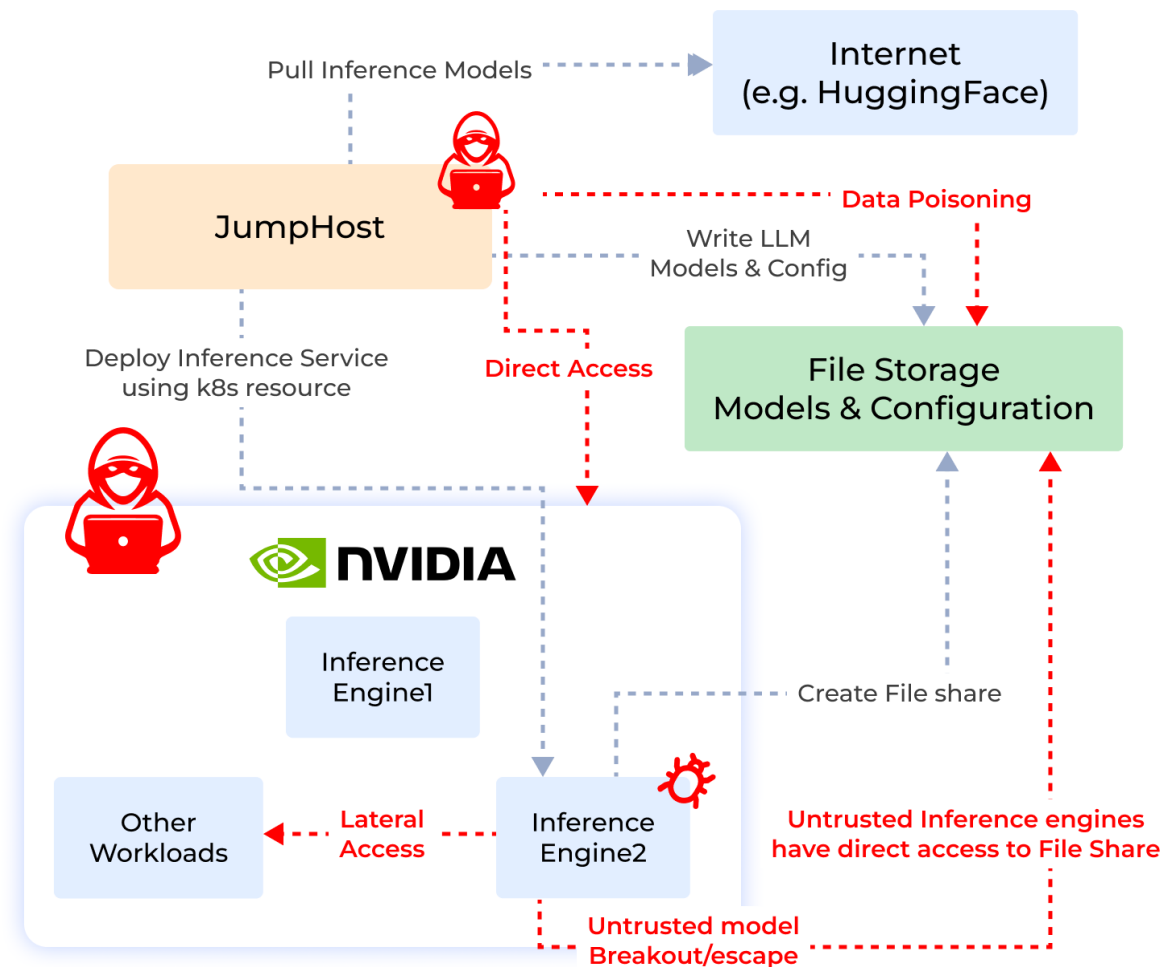 Internet
(e.g. HuggingFace)
Pull Inference Models
JumpHost
Data Poisoning
Write LLM
Models & Config
Deploy Inference Service
using k8s resource
Direct Access
File Storage
Models & Configuration
NVIDIA
Inference
Engine1
Create File share
Other
Workloads
Lateral
Access
Inference
Engine2
Untrusted Inference engines
have direct access to File Share
Untrusted model
Breakout/escape